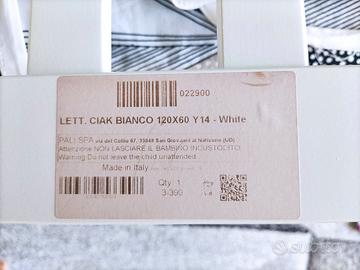 022900
LETT. CIAK BIANCO 120X60 Y14 - White
PALI SPA via del Collio 67, 33048 San Giovanni al Natisone (UD)
Attenzione NON LASCIARE IL BAMBINO INCUSTODITO
Warning Do not leave the child unattended
Made in Italy
Qty 1
3/390
subito